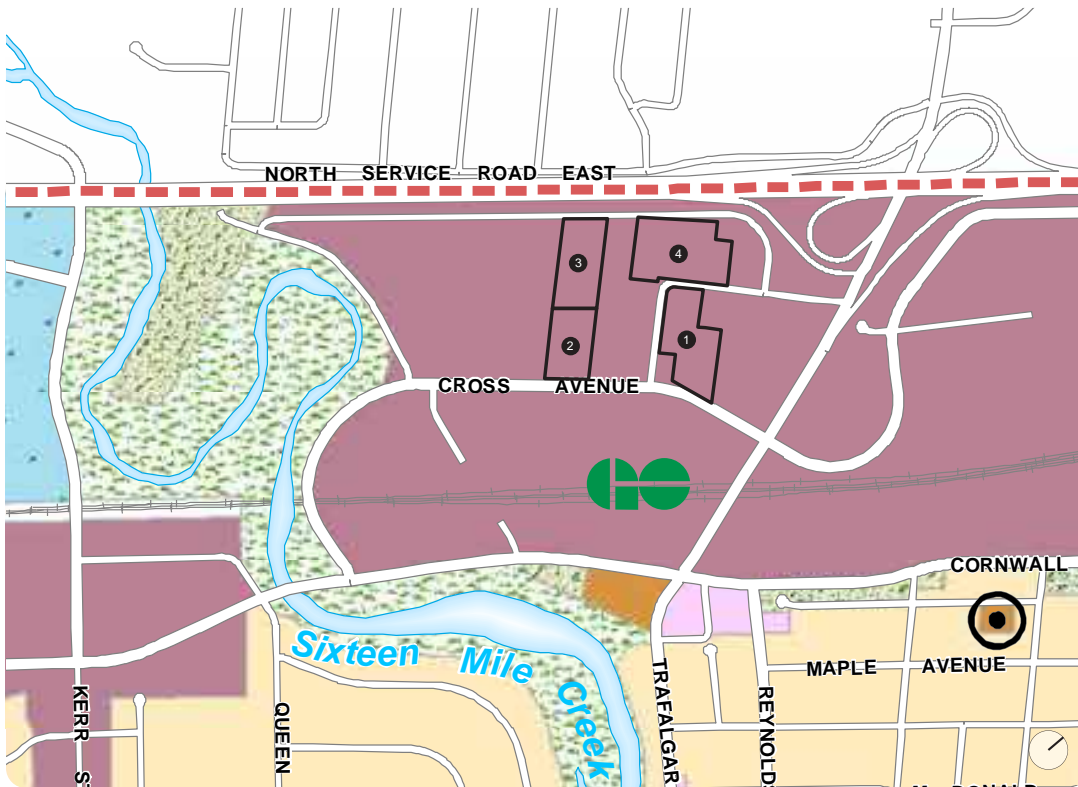 NORTH SERVICE ROAD EAST
3
4
2
1
CROSS AVENUE
GO
CORNWALL
Sixteen Mile Creek
MAPLE AVENUE
KERR
QUEEN
TRAFALGAR
REYNOLDS